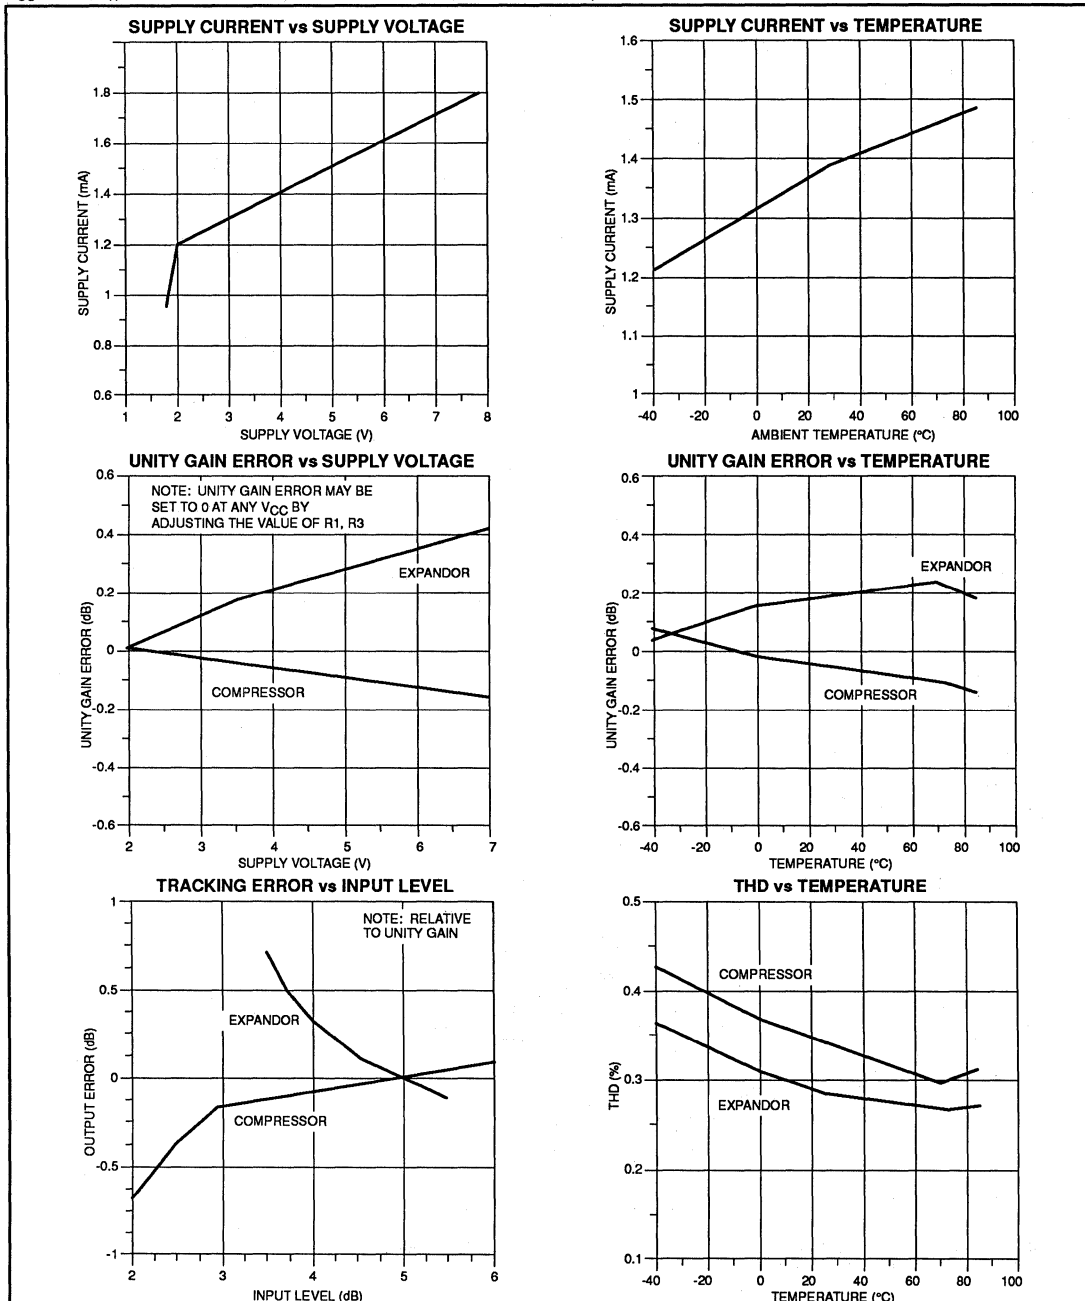 SUPPLY CURRENT vs SUPPLY VOLTAGE
SUPPLY CURRENT (mA)
1.8
1.6
1.4
1.2
1
0.8
0.6
1 2 3 4 5 6 7 8
SUPPLY VOLTAGE (V)
SUPPLY CURRENT vs TEMPERATURE
SUPPLY CURRENT (mA)
1.6
1.5
1.4
1.3
1.2
1.1
1
-40 -20 0 20 40 60 80 100
AMBIENT TEMPERATURE (°C)
UNITY GAIN ERROR vs SUPPLY VOLTAGE
UNITY GAIN ERROR (dB)
0.6
0.4
0.2
0
-0.2
-0.4
-0.6
NOTE: UNITY GAIN ERROR MAY BE
SET TO 0 AT ANY VCC BY
ADJUSTING THE VALUE OF R1, R3
EXPANDOR
COMPRESSOR
2 3 4 5 6 7
SUPPLY VOLTAGE (V)
UNITY GAIN ERROR vs TEMPERATURE
UNITY GAIN ERROR (dB)
0.6
0.4
0.2
0
-0.2
-0.4
-0.6
EXPANDOR
COMPRESSOR
-40 -20 0 20 40 60 80 100
TEMPERATURE (°C)
TRACKING ERROR vs INPUT LEVEL
OUTPUT ERROR (dB)
1
0.5
0
-0.5
-1
NOTE: RELATIVE
TO UNITY GAIN
EXPANDOR
COMPRESSOR
2 3 4 5 6
INPUT LEVEL (dB)
THD vs TEMPERATURE
THD (%)
0.5
0.4
0.3
0.2
0.1
COMPRESSOR
EXPANDOR
-40 -20 0 20 40 60 80 100
TEMPERATURE (°C)